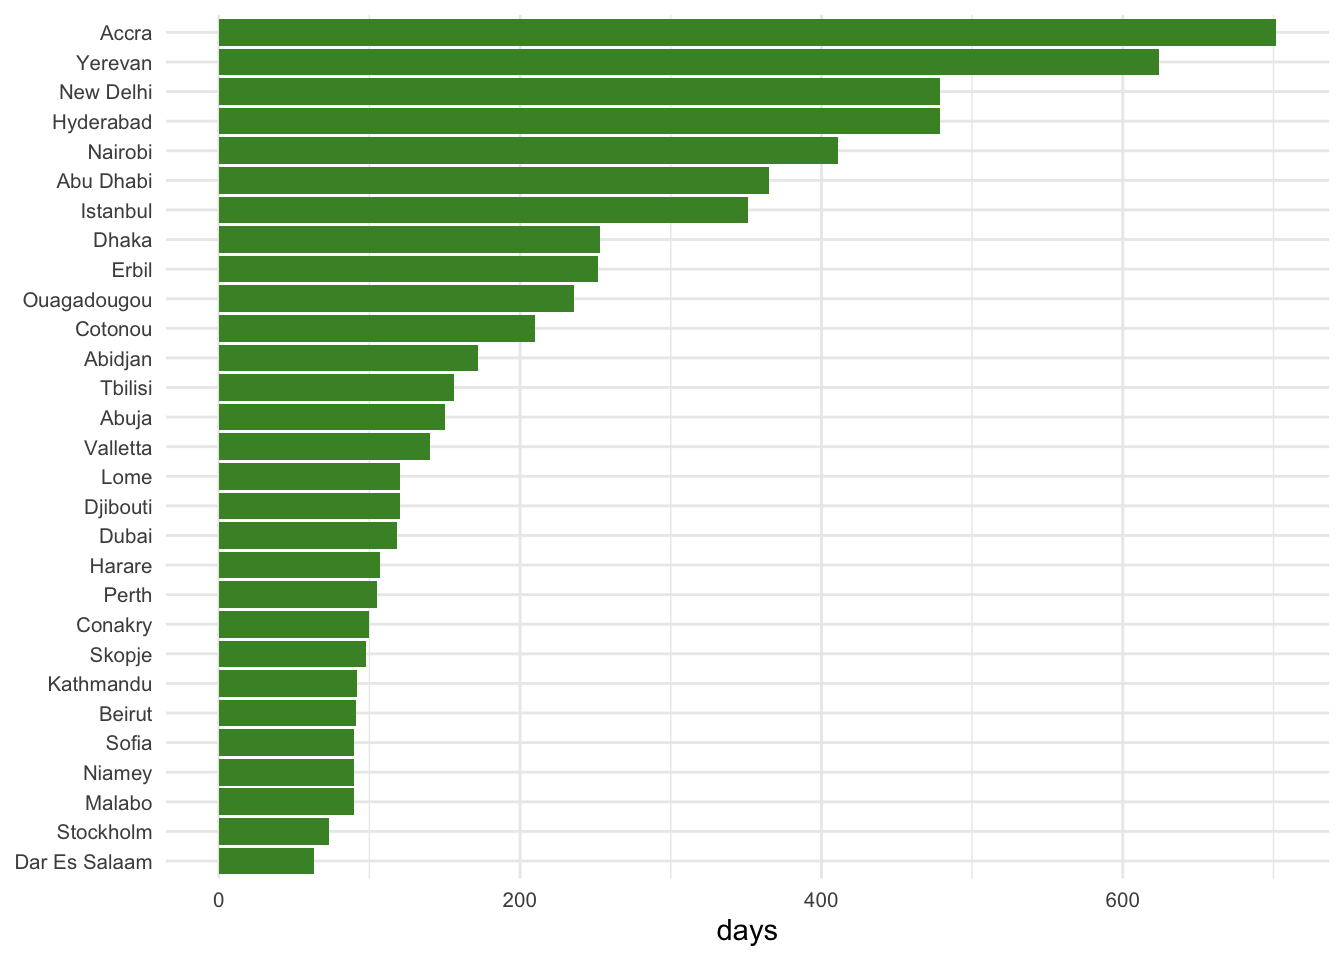 Accra
Yerevan
New Delhi
Hyderabad
Nairobi
Abu Dhabi
Istanbul
Dhaka
Erbil
Ouagadougou
Cotonou
Abidjan
Tbilisi
Abuja
Valletta
Lome
Djibouti
Dubai
Harare
Perth
Conakry
Skopje
Kathmandu
Beirut
Sofia
Niamey
Malabo
Stockholm
Dar Es Salaam
0 200 400 600
days